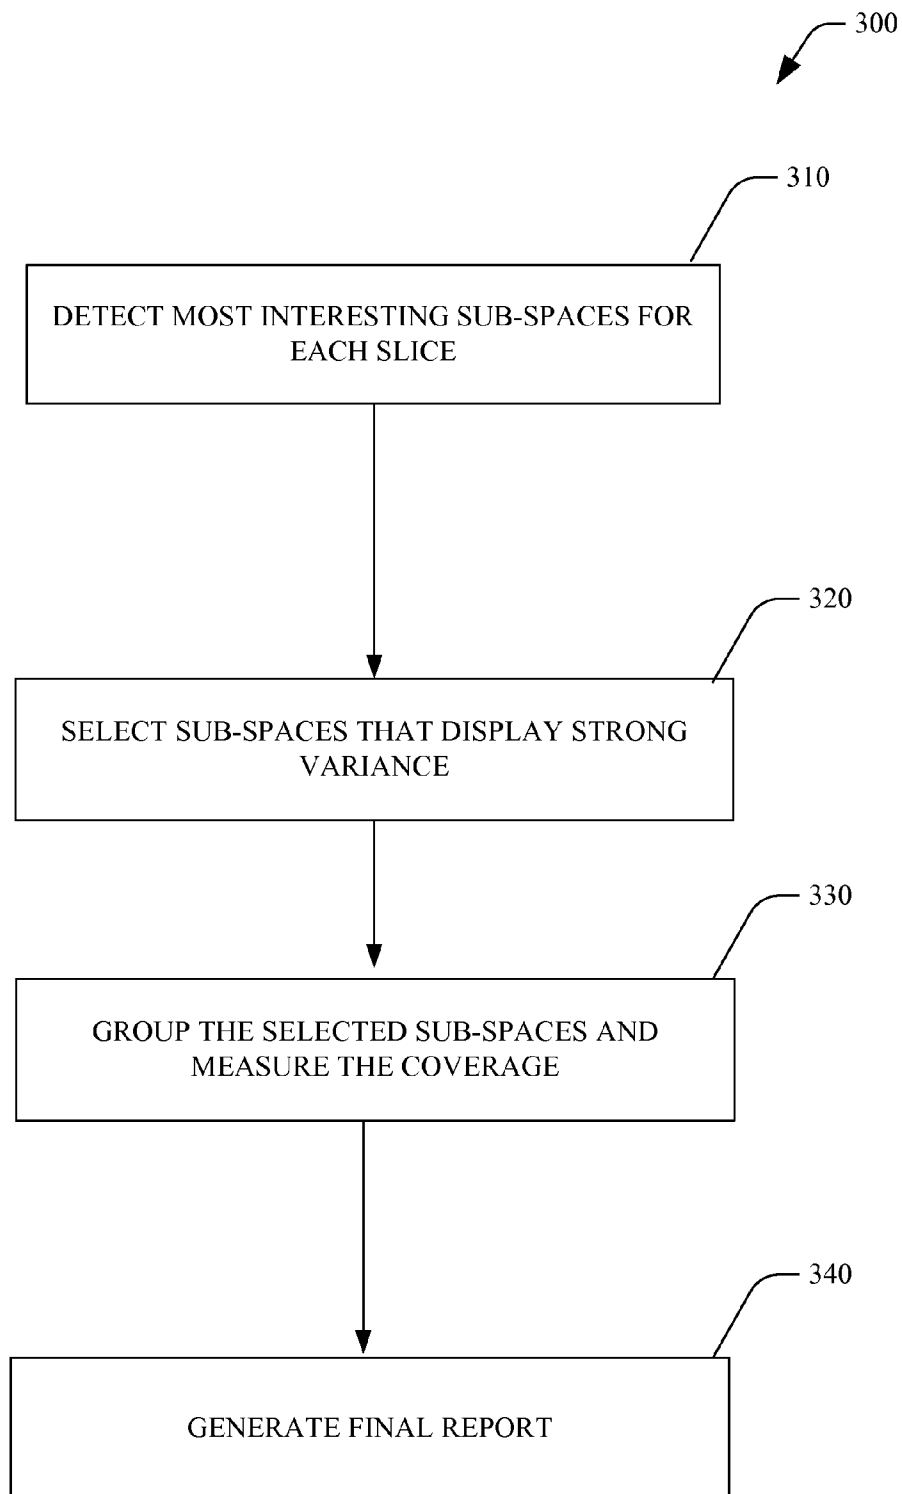 300
310
DETECT MOST INTERESTING SUB-SPACES FOR
EACH SLICE
320
SELECT SUB-SPACES THAT DISPLAY STRONG
VARIANCE
330
GROUP THE SELECTED SUB-SPACES AND
MEASURE THE COVERAGE
340
GENERATE FINAL REPORT